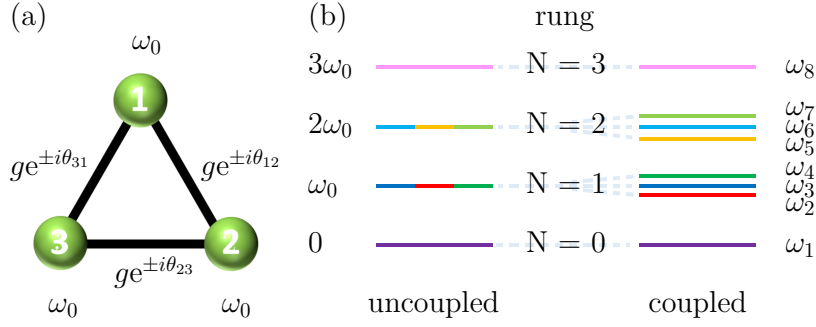 (a)
ω₀
1
ge^{±iθ₃₁}
ge^{±iθ₁₂}
3
2
ge^{±iθ₂₃}
ω₀
ω₀
(b)
rung
3ω₀
N = 3
ω₈
2ω₀
N = 2
ω₇
ω₆
ω₅
ω₀
N = 1
ω₄
ω₃
ω₂
0
N = 0
ω₁
uncoupled
coupled